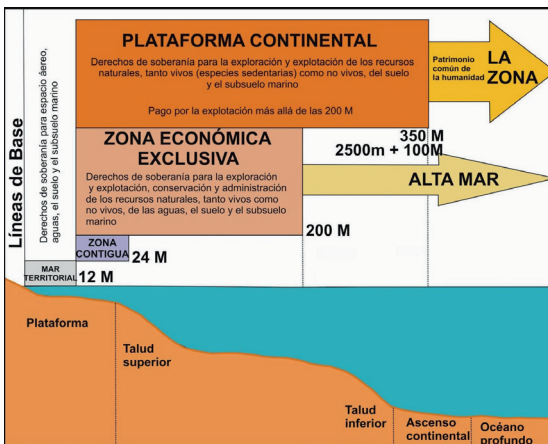 Líneas de Base
Derechos de soberanía para espacio áereo,
aguas, el suelo y el subsuelo marino
PLATAFORMA CONTINENTAL
Derechos de soberanía para la exploración y explotación de los recursos
naturales, tanto vivos (especies sedentarias) como no vivos, del suelo
y el subsuelo marino
Pago por la explotación más allá de las 200 M
Patrimonio
común de
la humanidad
LA
ZONA
350 M
2500m + 100M
ZONA ECONÓMICA
EXCLUSIVA
Derechos de soberanía para la exploración
y explotación, conservación y administración
de los recursos naturales, tanto vivos como
no vivos, de las aguas, el suelo y el subsuelo
marino
ALTA MAR
200 M
ZONA
CONTIGUA
24 M
MAR
TERRITORIAL
12 M
Plataforma
Talud
superior
Talud
inferior
Ascenso
continental
Océano
profundo